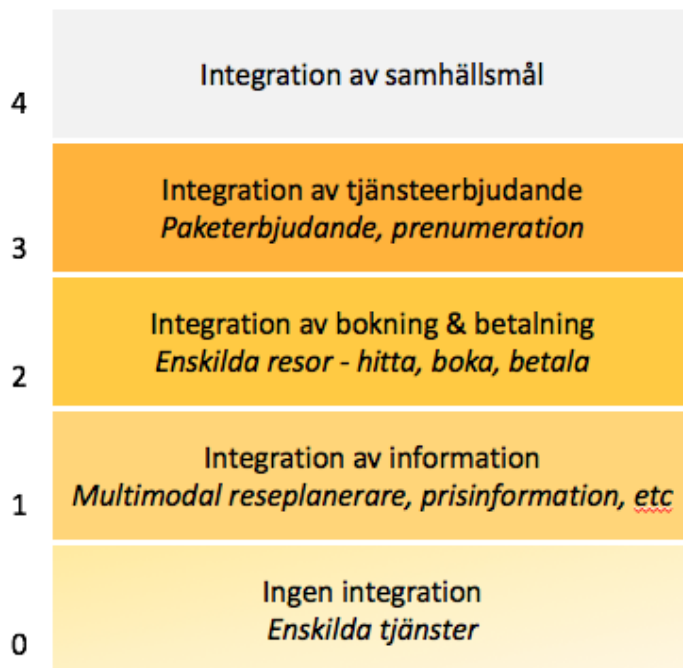 4
Integration av samhällsmål
3
Integration av tjänsteerbjudande
Paketerbjudande, prenumeration
2
Integration av bokning & betalning
Enskilda resor - hitta, boka, betala
1
Integration av information
Multimodal reseplanerare, prisinformation, etc
0
Ingen integration
Enskilda tjänster